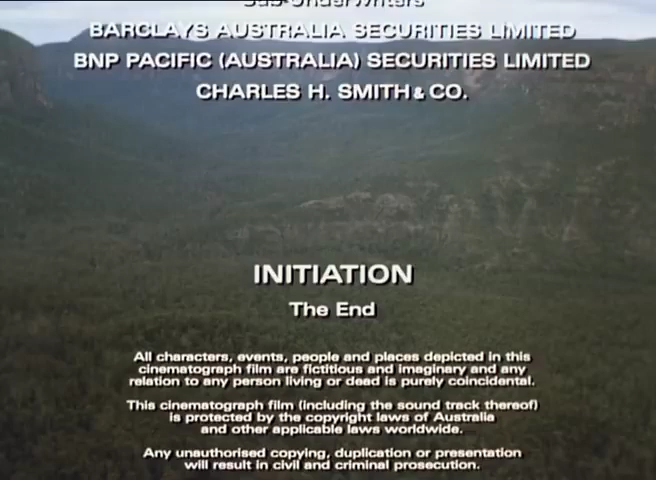 Sub-Underwriters
BARCLAYS AUSTRALIA SECURITIES LIMITED
BNP PACIFIC (AUSTRALIA) SECURITIES LIMITED
CHARLES H. SMITH & CO.
INITIATION
The End
All characters, events, people and places depicted in this
cinematograph film are fictitious and imaginary and any
relation to any person living or dead is purely coincidental.
This cinematograph film (including the sound track thereof)
is protected by the copyright laws of Australia
and other applicable laws worldwide.
Any unauthorised copying, duplication or presentation
will result in civil and criminal prosecution.